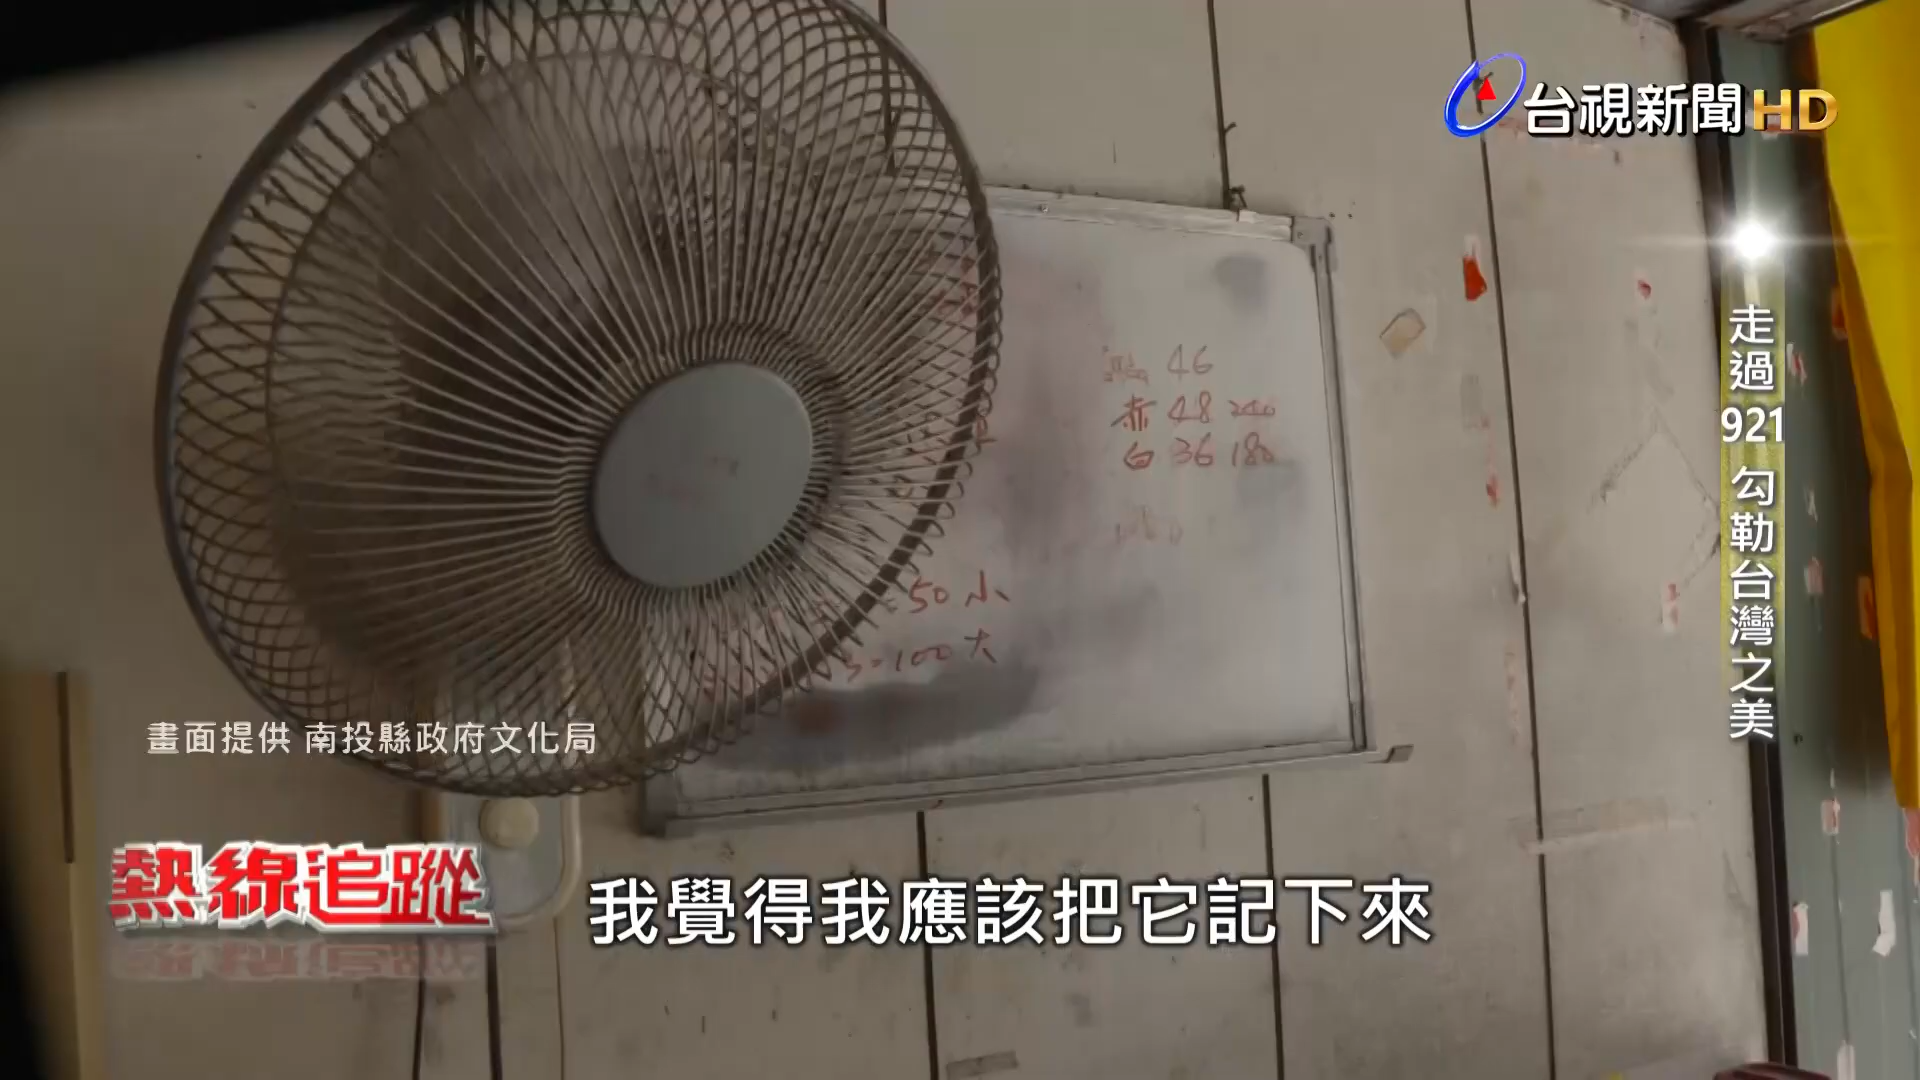 台視新聞HD
走過921 勾勒台灣之美
46
赤 48 240
白 36 180
50 小
3=100 大
畫面提供 南投縣政府文化局
熱線追蹤
我覺得我應該把它記下來